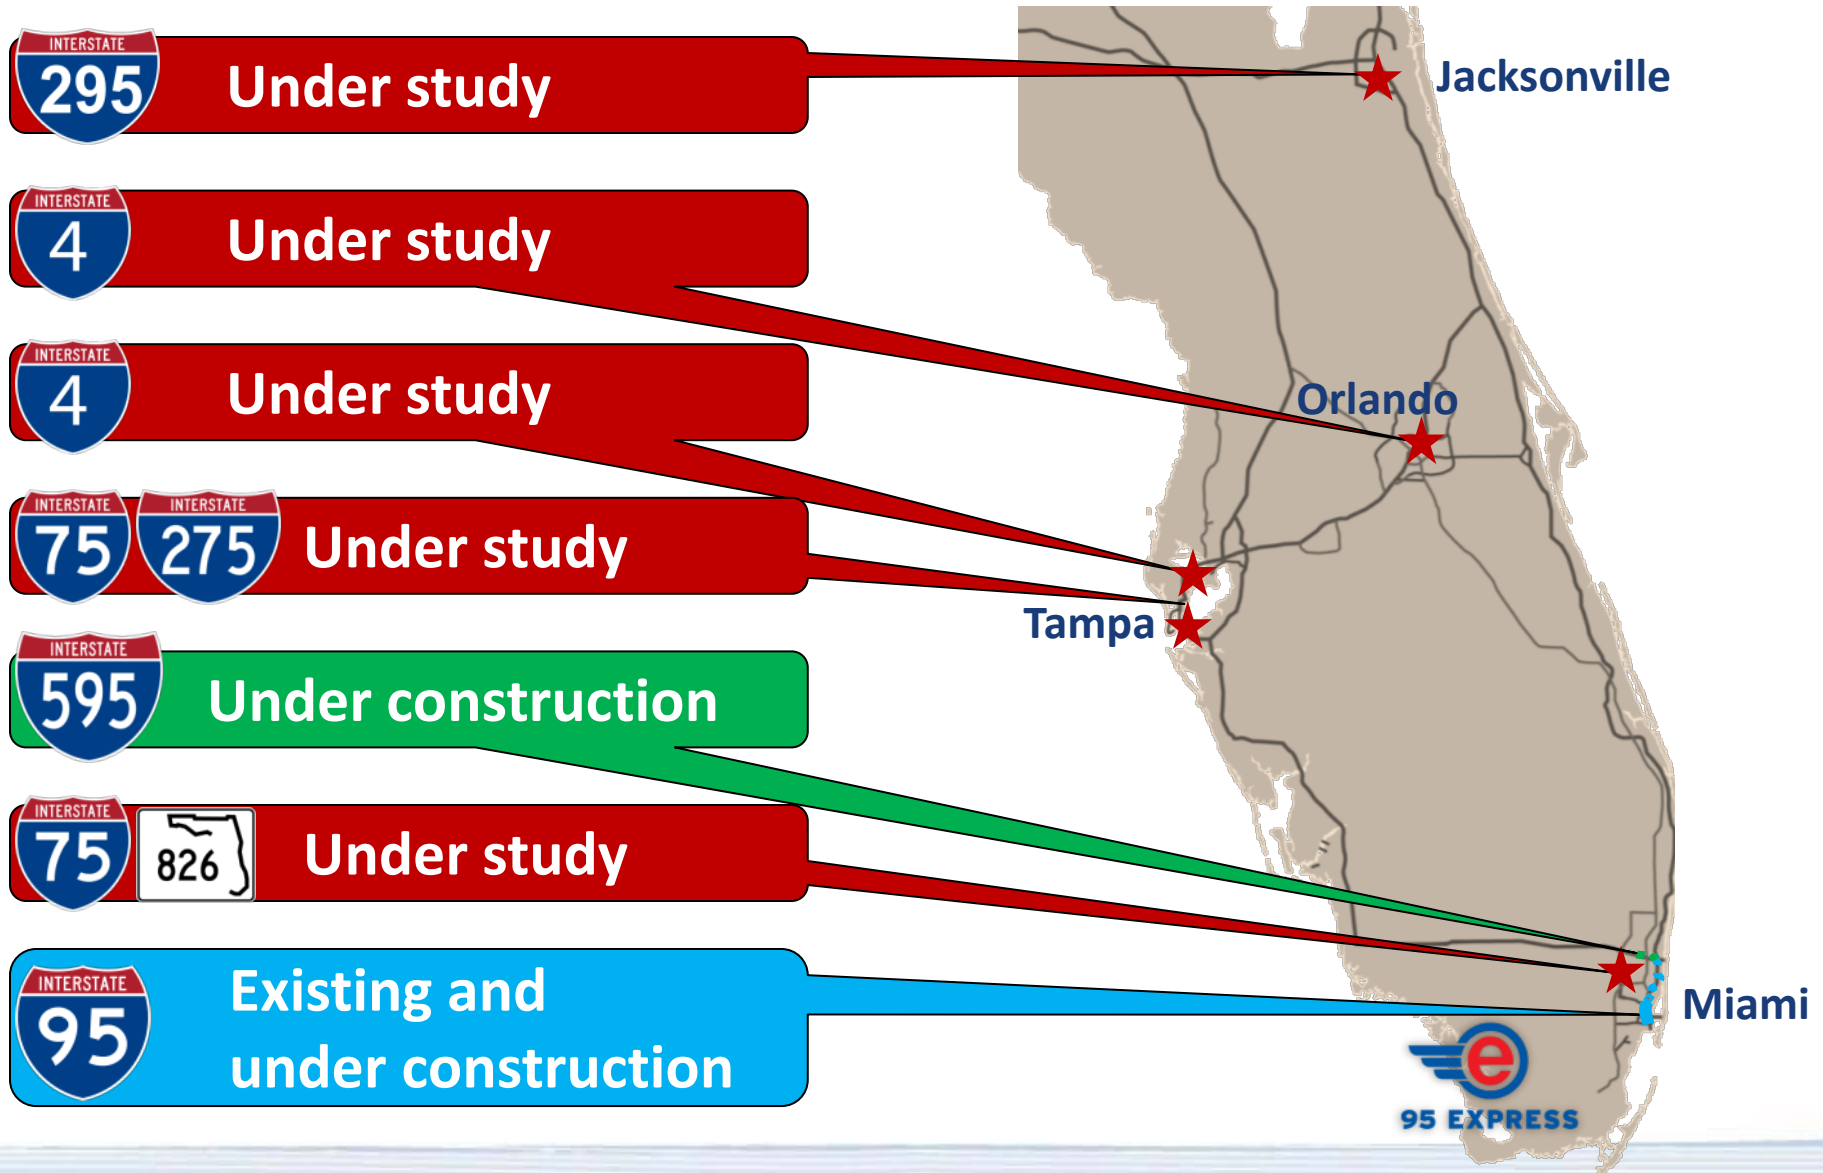 INTERSTATE
295
Under study
INTERSTATE
4
Under study
INTERSTATE
4
Under study
INTERSTATE
75
INTERSTATE
275
Under study
INTERSTATE
595
Under construction
INTERSTATE
75
826
Under study
INTERSTATE
95
Existing and
under construction
Jacksonville
Orlando
Tampa
Miami
e
95 EXPRESS